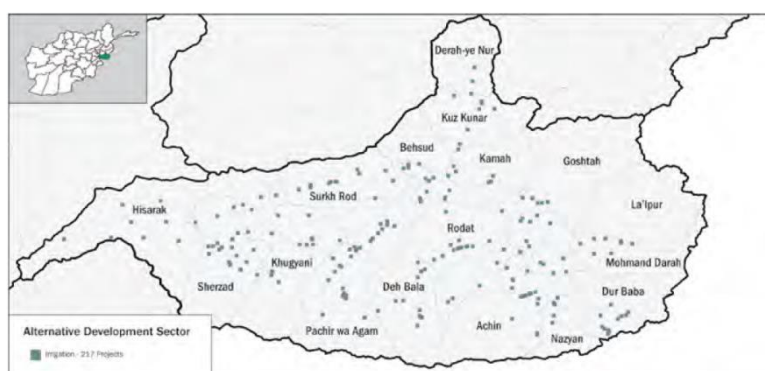 Derah-ye Nur
Kuz Kunar
Behsud
Kamah
Goshtah
Surkh Rod
Hisarak
La'lpur
Rodat
Khugyani
Mohmand Darah
Sherzad
Deh Bala
Dur Baba
Pachir wa Agam
Achin
Nazyan
Alternative Development Sector
Irrigation - 217 Projects